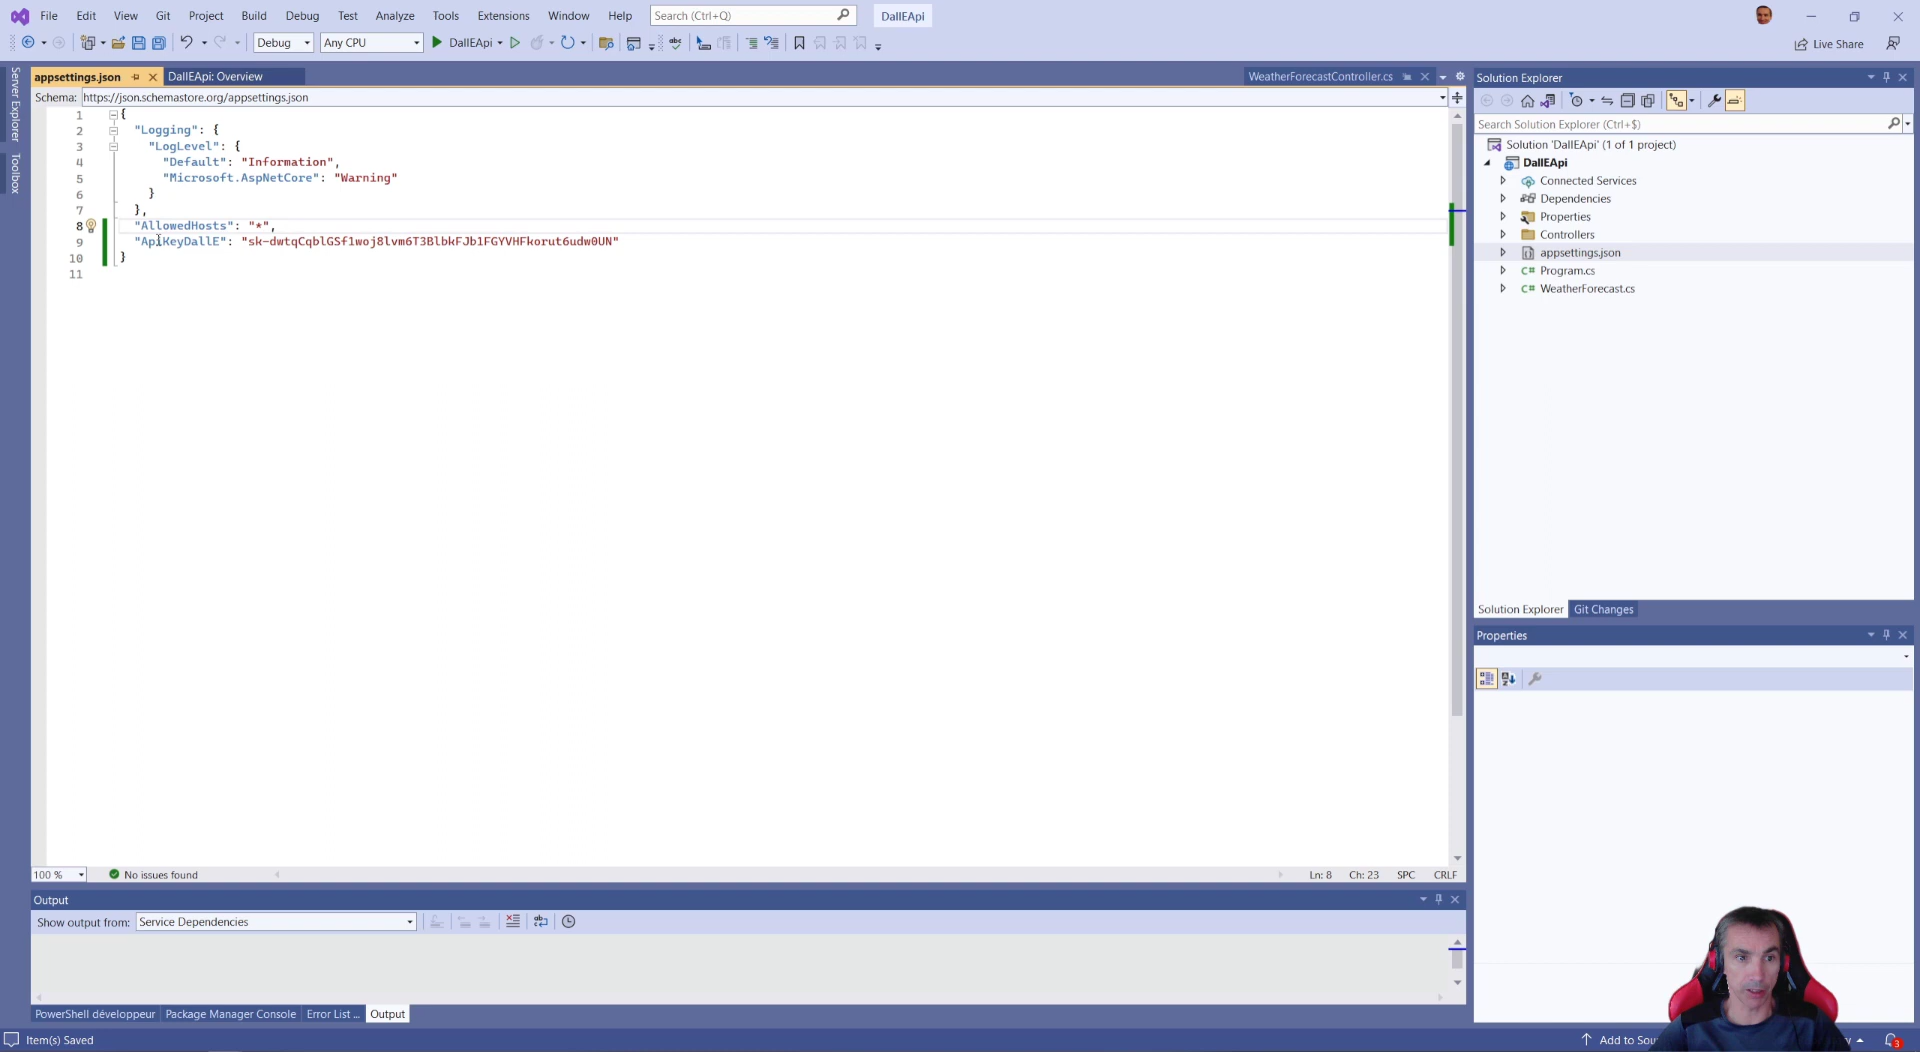 File Edit View Git Project Build Debug Test Analyze Tools Extensions Window Help Search (Ctrl+Q) DallEApi
Debug Any CPU DallEApi Live Share
appsettings.json DallEApi: Overview WeatherForecastController.cs
Schema: https://json.schemastore.org/appsettings.json
1 {
2 "Logging": {
3 "LogLevel": {
4 "Default": "Information",
5 "Microsoft.AspNetCore": "Warning"
6 }
7 },
8 "AllowedHosts": "*",
9 "ApiKeyDallE": "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"
10 }
11
100 % No issues found Ln: 8 Ch: 23 SPC CRLF
Output
Show output from: Service Dependencies
PowerShell développeur Package Manager Console Error List ... Output
Item(s) Saved Add to Sou
3
Server Explorer
Toolbox
Solution Explorer
Search Solution Explorer (Ctrl+$)
Solution 'DallEApi' (1 of 1 project)
DallEApi
Connected Services
Dependencies
Properties
Controllers
appsettings.json
C# Program.cs
C# WeatherForecast.cs
Solution Explorer Git Changes
Properties